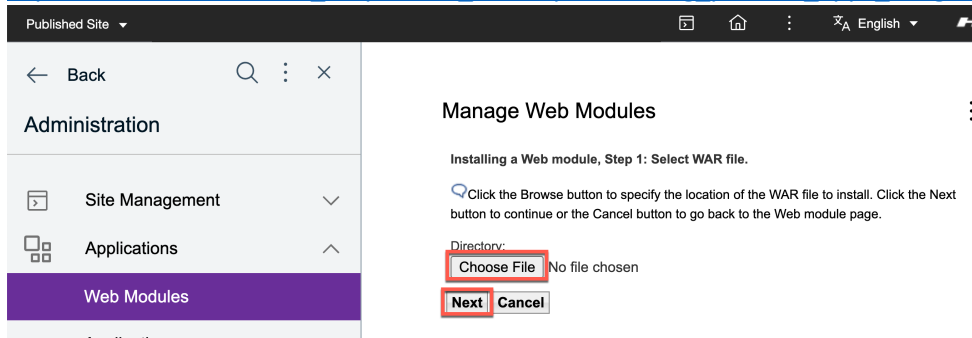 Published Site
English
Back
Administration
Site Management
Applications
Web Modules
Manage Web Modules
Installing a Web module, Step 1: Select WAR file.
Click the Browse button to specify the location of the WAR file to install. Click the Next
button to continue or the Cancel button to go back to the Web module page.
Directory:
Choose File No file chosen
Next Cancel